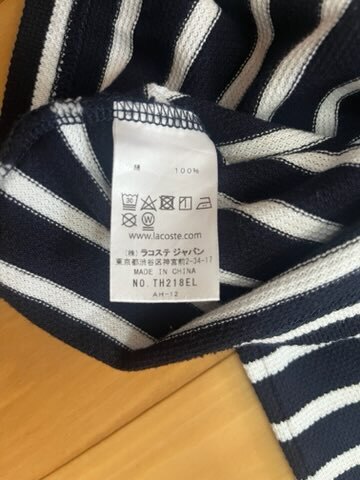 綿 100%
30
W
www.lacoste.com
(株)ラコステ ジャパン
東京都渋谷区神宮前2-34-17
MADE IN CHINA
NO.TH218EL
AH-12